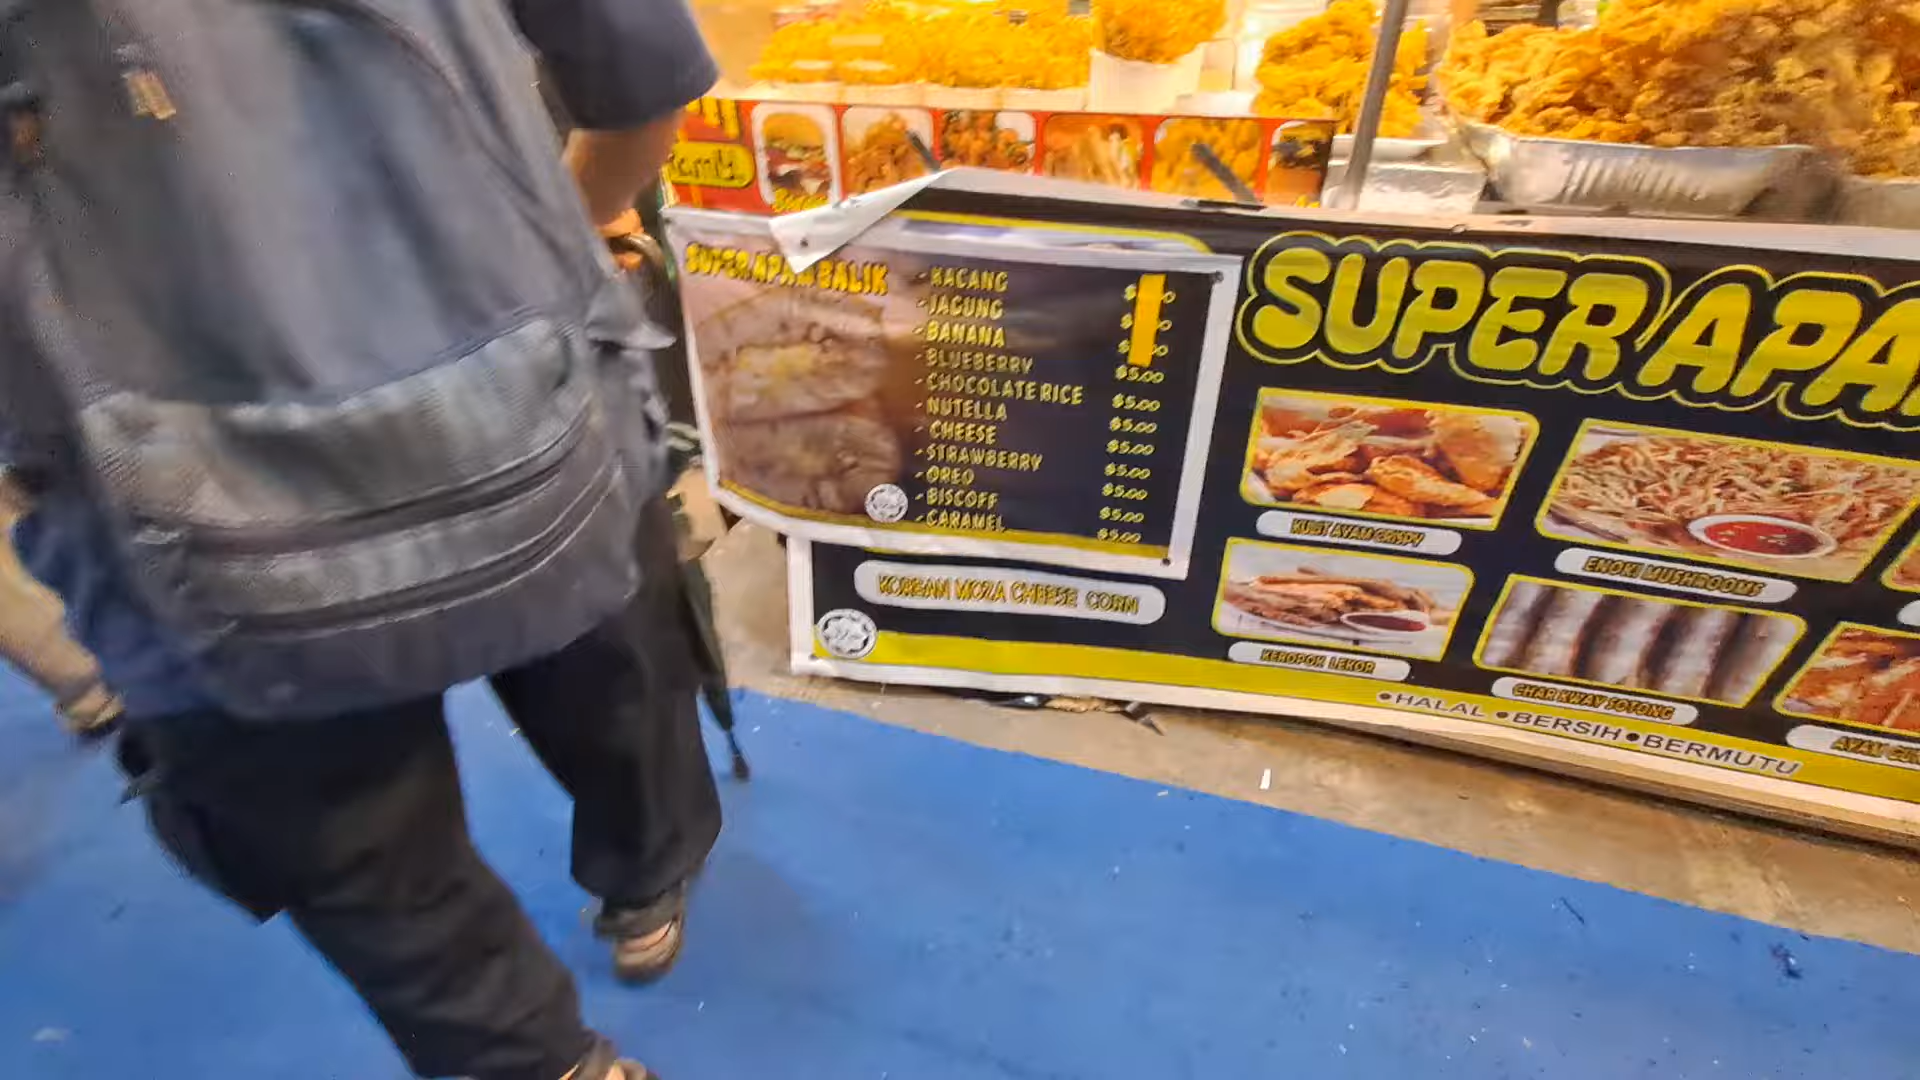 SUPER APAM BALIK
- KACANG
- JAGUNG
- BANANA
- BLUEBERRY
- CHOCOLATE RICE
- NUTELLA
- CHEESE
- STRAWBERRY
- OREO
- BISCOFF
- CARAMEL
$5.00
$5.00
$5.00
$5.00
$5.00
$5.00
$5.00
$5.00
KOREAN MOZA CHEESE CORN
SUPER APA
KULIT AYAM CRISPY
ENOKI MUSHROOMS
KEROPOK LEKOR
CHAR KWAY SOTONG
AYAM
•HALAL •BERSIH•BERMUTU